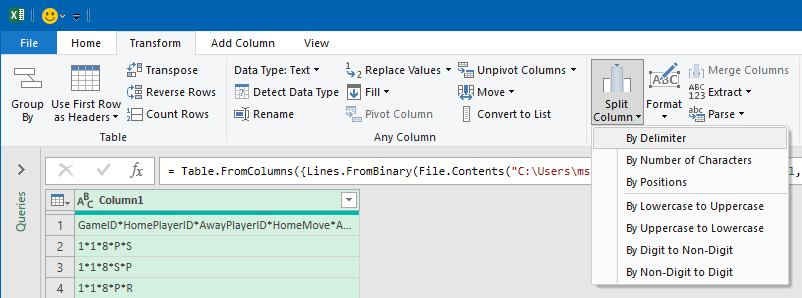 File Home Transform Add Column View
Transpose Data Type: Text Replace Values Unpivot Columns Merge Columns
Group By Use First Row as Headers Reverse Rows Detect Data Type Fill Move Split Column Format Extract
Count Rows Rename Pivot Column Convert to List Parse
Table Any Column
By Delimiter
By Number of Characters
By Positions
By Lowercase to Uppercase
By Uppercase to Lowercase
By Digit to Non-Digit
By Non-Digit to Digit
Queries
fx = Table.FromColumns({Lines.FromBinary(File.Contents("C:\Users\ms
ABC Column1
1 GameID*HomePlayerID*AwayPlayerID*HomeMove*A...
2 1*1*8*P*S
3 1*1*8*S*P
4 1*1*8*P*R